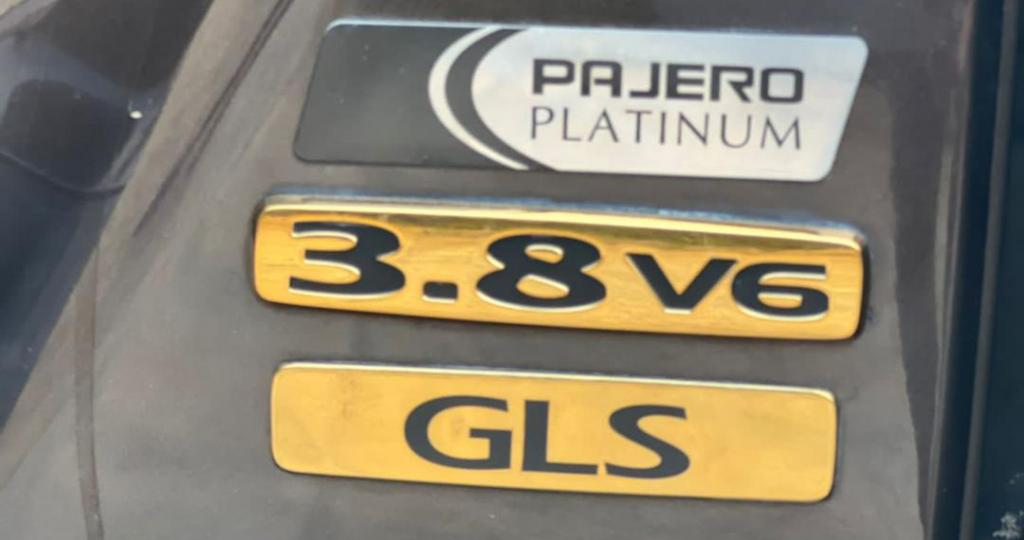 PAJERO
PLATINUM
3.8 V6
GLS